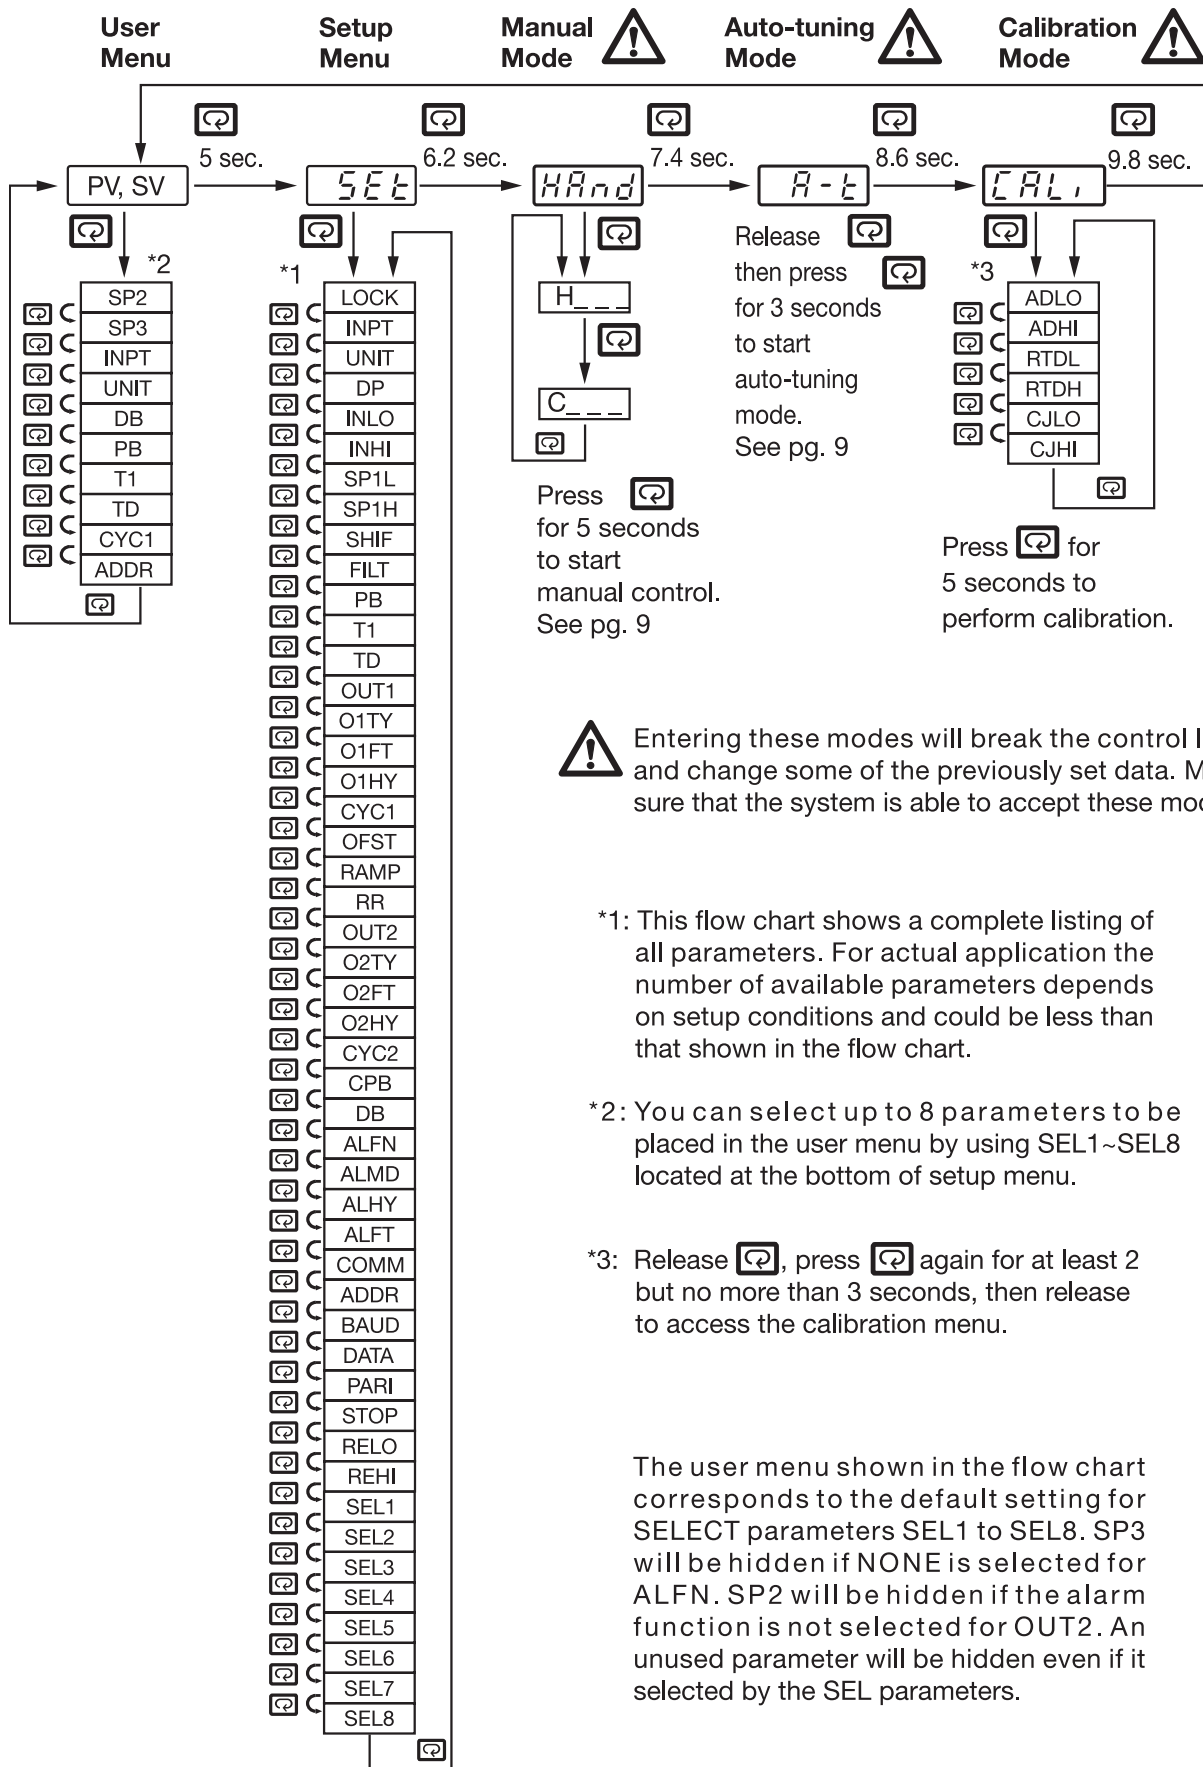 User
Menu
Setup
Menu
Manual
Mode
Auto-tuning
Mode
Calibration
Mode
5 sec.
6.2 sec.
7.4 sec.
8.6 sec.
9.8 sec.
PV, SV
SEt
HAnd
A-t
CALi
*2
SP2
SP3
INPT
UNIT
DB
PB
T1
TD
CYC1
ADDR
*1
LOCK
INPT
UNIT
DP
INLO
INHI
SP1L
SP1H
SHIF
FILT
PB
T1
TD
OUT1
O1TY
O1FT
O1HY
CYC1
OFST
RAMP
RR
OUT2
O2TY
O2FT
O2HY
CYC2
CPB
DB
ALFN
ALMD
ALHY
ALFT
COMM
ADDR
BAUD
DATA
PARI
STOP
RELO
REHI
SEL1
SEL2
SEL3
SEL4
SEL5
SEL6
SEL7
SEL8
H_ _ _
C_ _ _
Press
for 5 seconds
to start
manual control.
See pg. 9
Release
then press
for 3 seconds
to start
auto-tuning
mode.
See pg. 9
*3
ADLO
ADHI
RTDL
RTDH
CJLO
CJHI
Press for
5 seconds to
perform calibration.
Entering these modes will break the control
and change some of the previously set data.
sure that the system is able to accept these
*1: This flow chart shows a complete listing of
all parameters. For actual application the
number of available parameters depends
on setup conditions and could be less than
that shown in the flow chart.
*2: You can select up to 8 parameters to be
placed in the user menu by using SEL1~SEL8
located at the bottom of setup menu.
*3: Release , press again for at least 2
but no more than 3 seconds, then release
to access the calibration menu.
The user menu shown in the flow chart
corresponds to the default setting for
SELECT parameters SEL1 to SEL8. SP3
will be hidden if NONE is selected for
ALFN. SP2 will be hidden if the alarm
function is not selected for OUT2. An
unused parameter will be hidden even if it
selected by the SEL parameters.